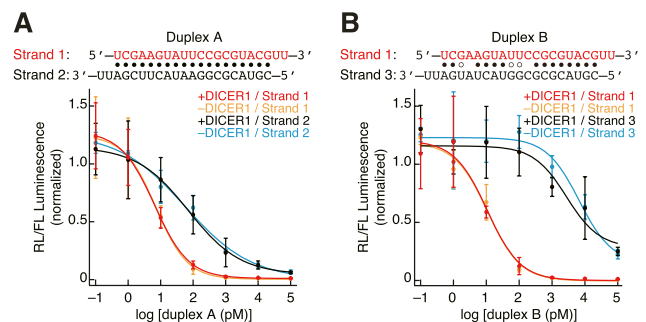 A
Duplex A
Strand 1: 5’—UCGAAGUAUUCCGCGUACGUU—3’
Strand 2: 3’—UUAGCUUCAUAAGGCGCAUGC—5’
+DICER1 / Strand 1
−DICER1 / Strand 1
+DICER1 / Strand 2
−DICER1 / Strand 2
RL/FL Luminescence
(normalized)
1.5
1.0
0.5
0
−1 0 1 2 3 4 5
log [duplex A (pM)]
B
Duplex B
Strand 1: 5’—UCGAAGUAUUCCGCGUACGUU—3’
Strand 3: 3’—UUAGUAUCAUGGCGCGCAUGC—5’
+DICER1 / Strand 1
−DICER1 / Strand 1
+DICER1 / Strand 3
−DICER1 / Strand 3
RL/FL Luminescence
(normalized)
1.5
1.0
0.5
0
−1 0 1 2 3 4 5
log [duplex B (pM)]